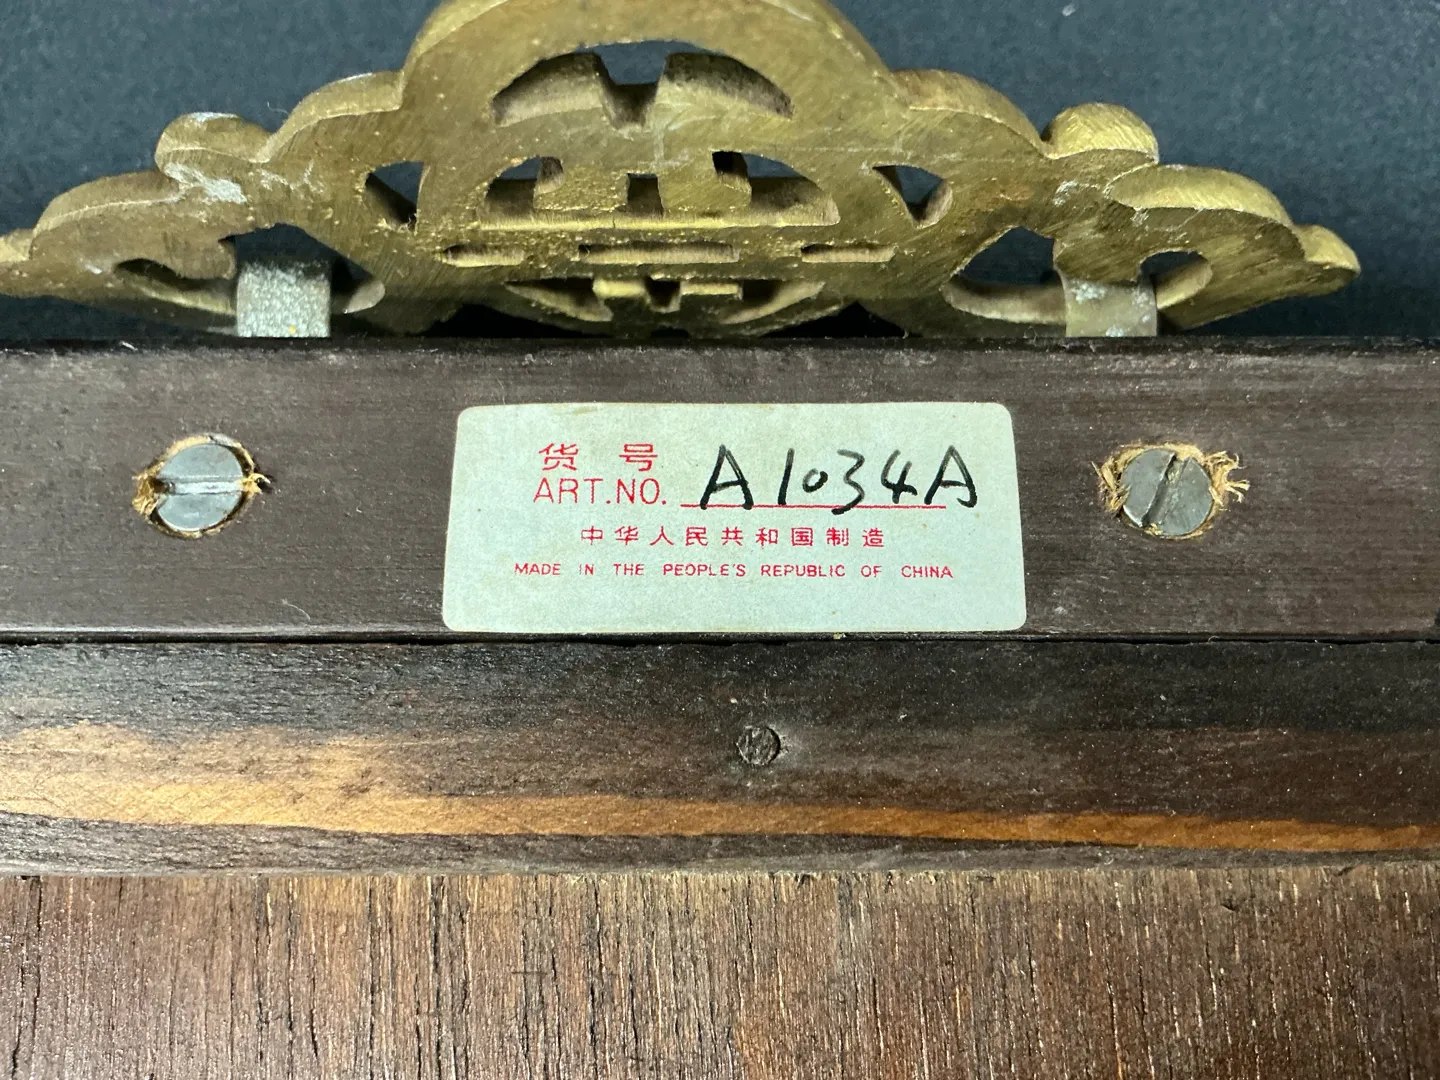 货号
ART.NO. A1034A
中华人民共和国制造
MADE IN THE PEOPLE'S REPUBLIC OF CHINA